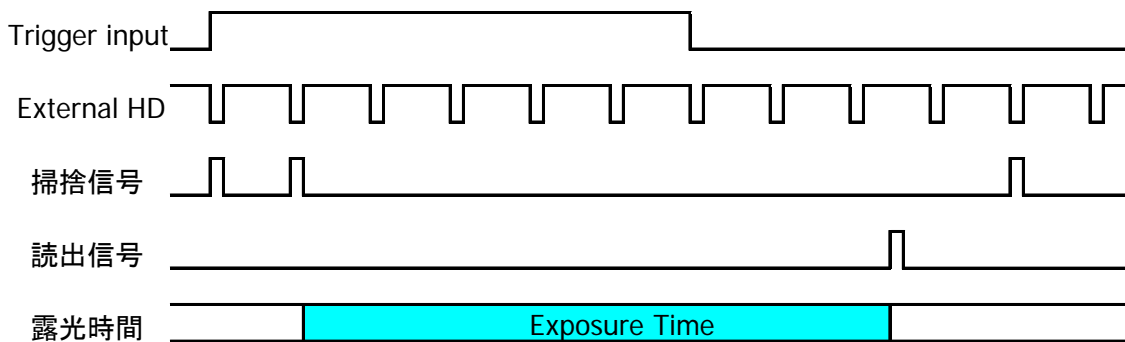 Trigger input
External HD
掃捨信号
読出信号
露光時間
Exposure Time